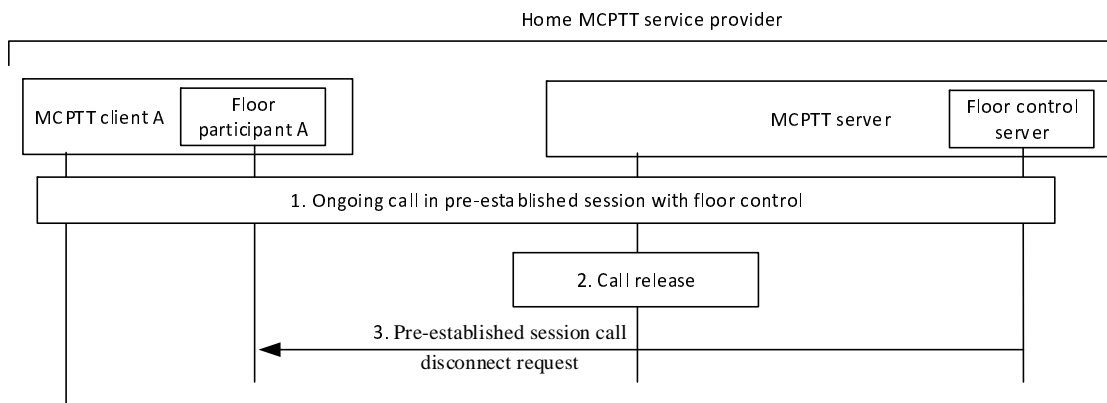 Home MCPTT service provider
MCPTT client A
Floor
participant A
MCPTT server
Floor control
server
1. Ongoing call in pre-established session with floor control
2. Call release
3. Pre-established session call
disconnect request